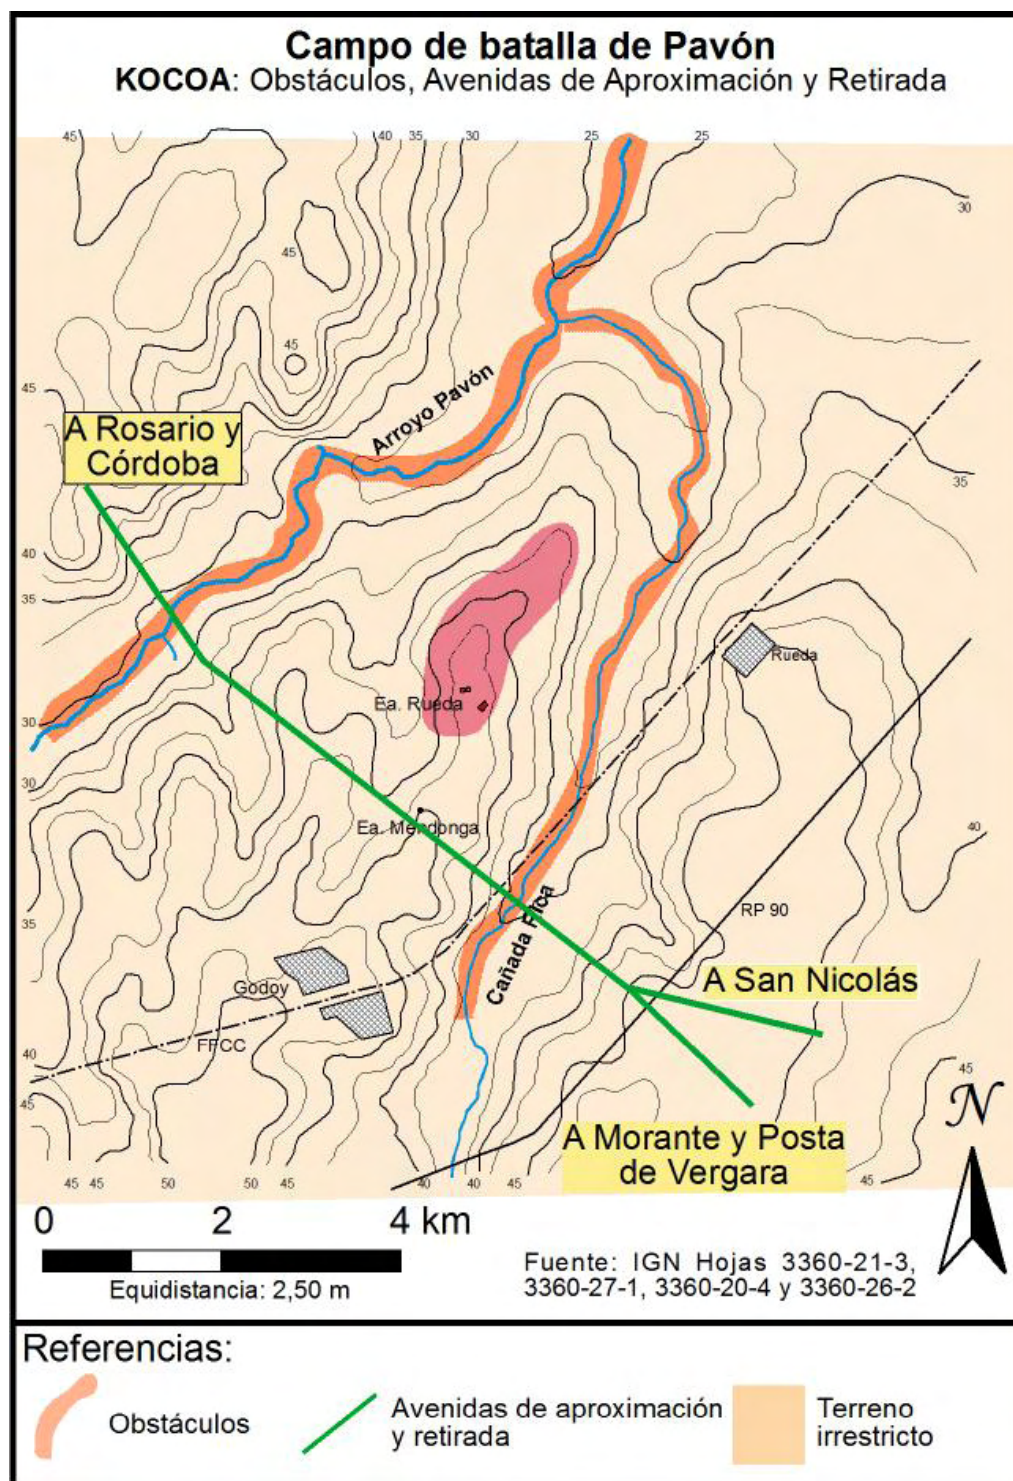 Campo de batalla de Pavón
KOCOA: Obstáculos, Avenidas de Aproximación y Retirada
45
40
35
30
25
25
30
45
45
45
Arroyo Pavón
A Rosario y
Córdoba
35
40
35
Rueda
Ea. Rueda
30
30
Ea. Mendonga
40
35
RP 90
Cañada Rica
A San Nicolás
Godoy
FFCC
40
45
45
N
A Morante y Posta
de Vergara
45
45
50
50
45
40
40
45
45
0
2
4 km
Equidistancia: 2,50 m
Fuente: IGN Hojas 3360-21-3,
3360-27-1, 3360-20-4 y 3360-26-2
Referencias:
Obstáculos
Avenidas de aproximación
y retirada
Terreno
irrestricto